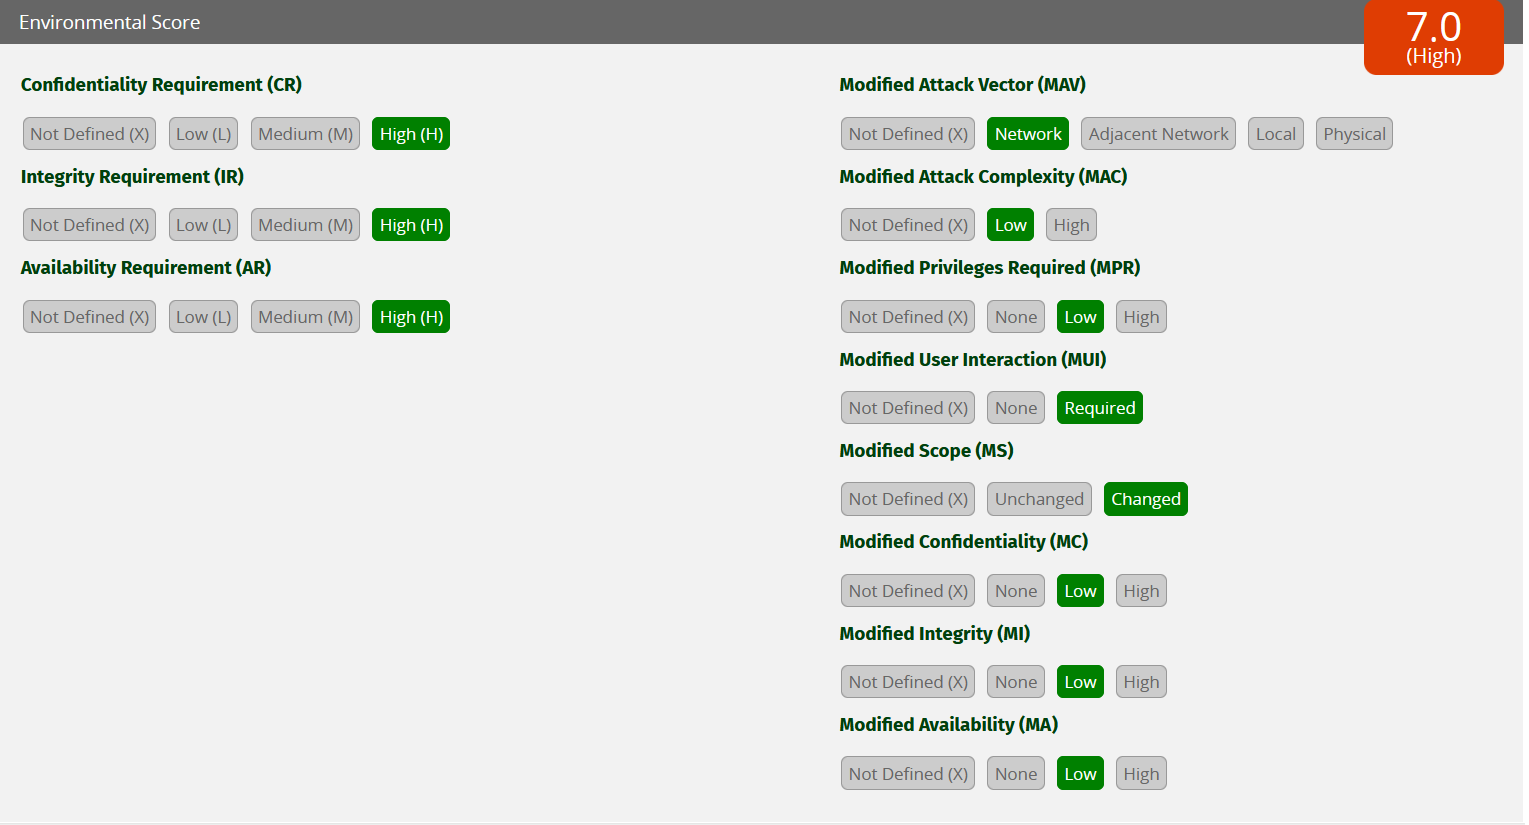 Environmental Score
7.0
(High)
Confidentiality Requirement (CR)
Not Defined (X) Low (L) Medium (M) High (H)
Integrity Requirement (IR)
Not Defined (X) Low (L) Medium (M) High (H)
Availability Requirement (AR)
Not Defined (X) Low (L) Medium (M) High (H)
Modified Attack Vector (MAV)
Not Defined (X) Network Adjacent Network Local Physical
Modified Attack Complexity (MAC)
Not Defined (X) Low High
Modified Privileges Required (MPR)
Not Defined (X) None Low High
Modified User Interaction (MUI)
Not Defined (X) None Required
Modified Scope (MS)
Not Defined (X) Unchanged Changed
Modified Confidentiality (MC)
Not Defined (X) None Low High
Modified Integrity (MI)
Not Defined (X) None Low High
Modified Availability (MA)
Not Defined (X) None Low High